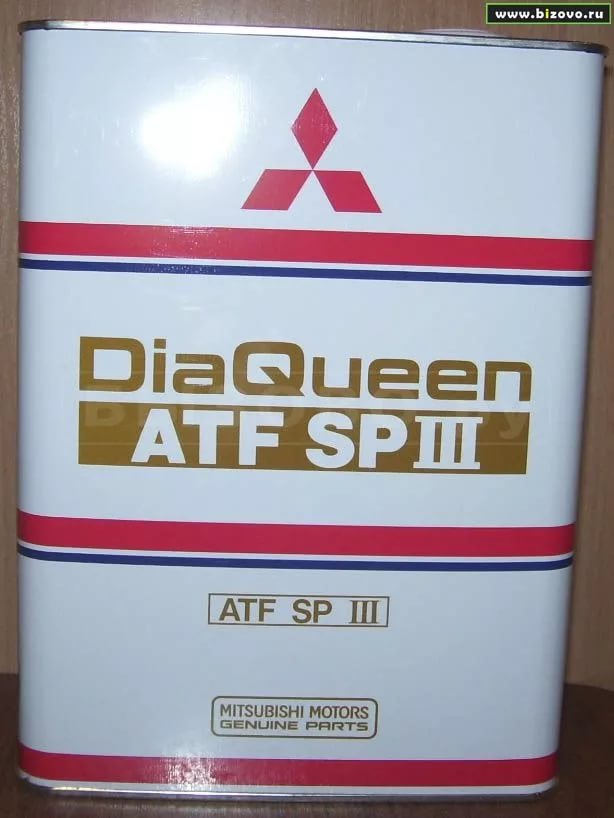 www.bizovo.ru
DiaQueen
ATF SP III
ATF SP III
MITSUBISHI MOTORS
GENUINE PARTS